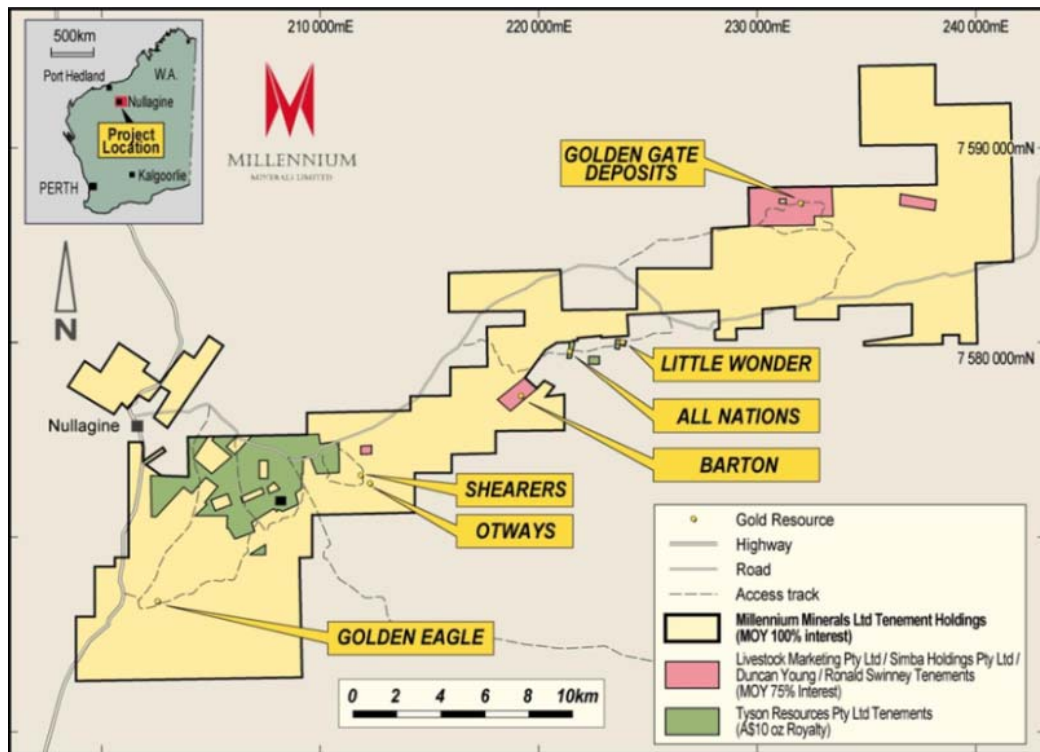 210 000mE
220 000mE
230 000mE
240 000mE
500km
Port Hedland
W.A.
Nullagine
Project
Location
Kalgoorlie
PERTH
MILLENNIUM
MINERALS LIMITED
GOLDEN GATE
DEPOSITS
7 590 000mN
N
7 580 000mN
LITTLE WONDER
Nullagine
ALL NATIONS
BARTON
SHEARERS
OTWAYS
GOLDEN EAGLE
Gold Resource
Highway
Road
Access track
Millennium Minerals Ltd Tenement Holdings
(MOY 100% interest)
Livestock Marketing Pty Ltd / Simba Holdings Pty Ltd /
Duncan Young / Ronald Swinney Tenements
(MOY 75% Interest)
Tyson Resources Pty Ltd Tenements
(A$10 oz Royalty)
0 2 4 6 8 10km